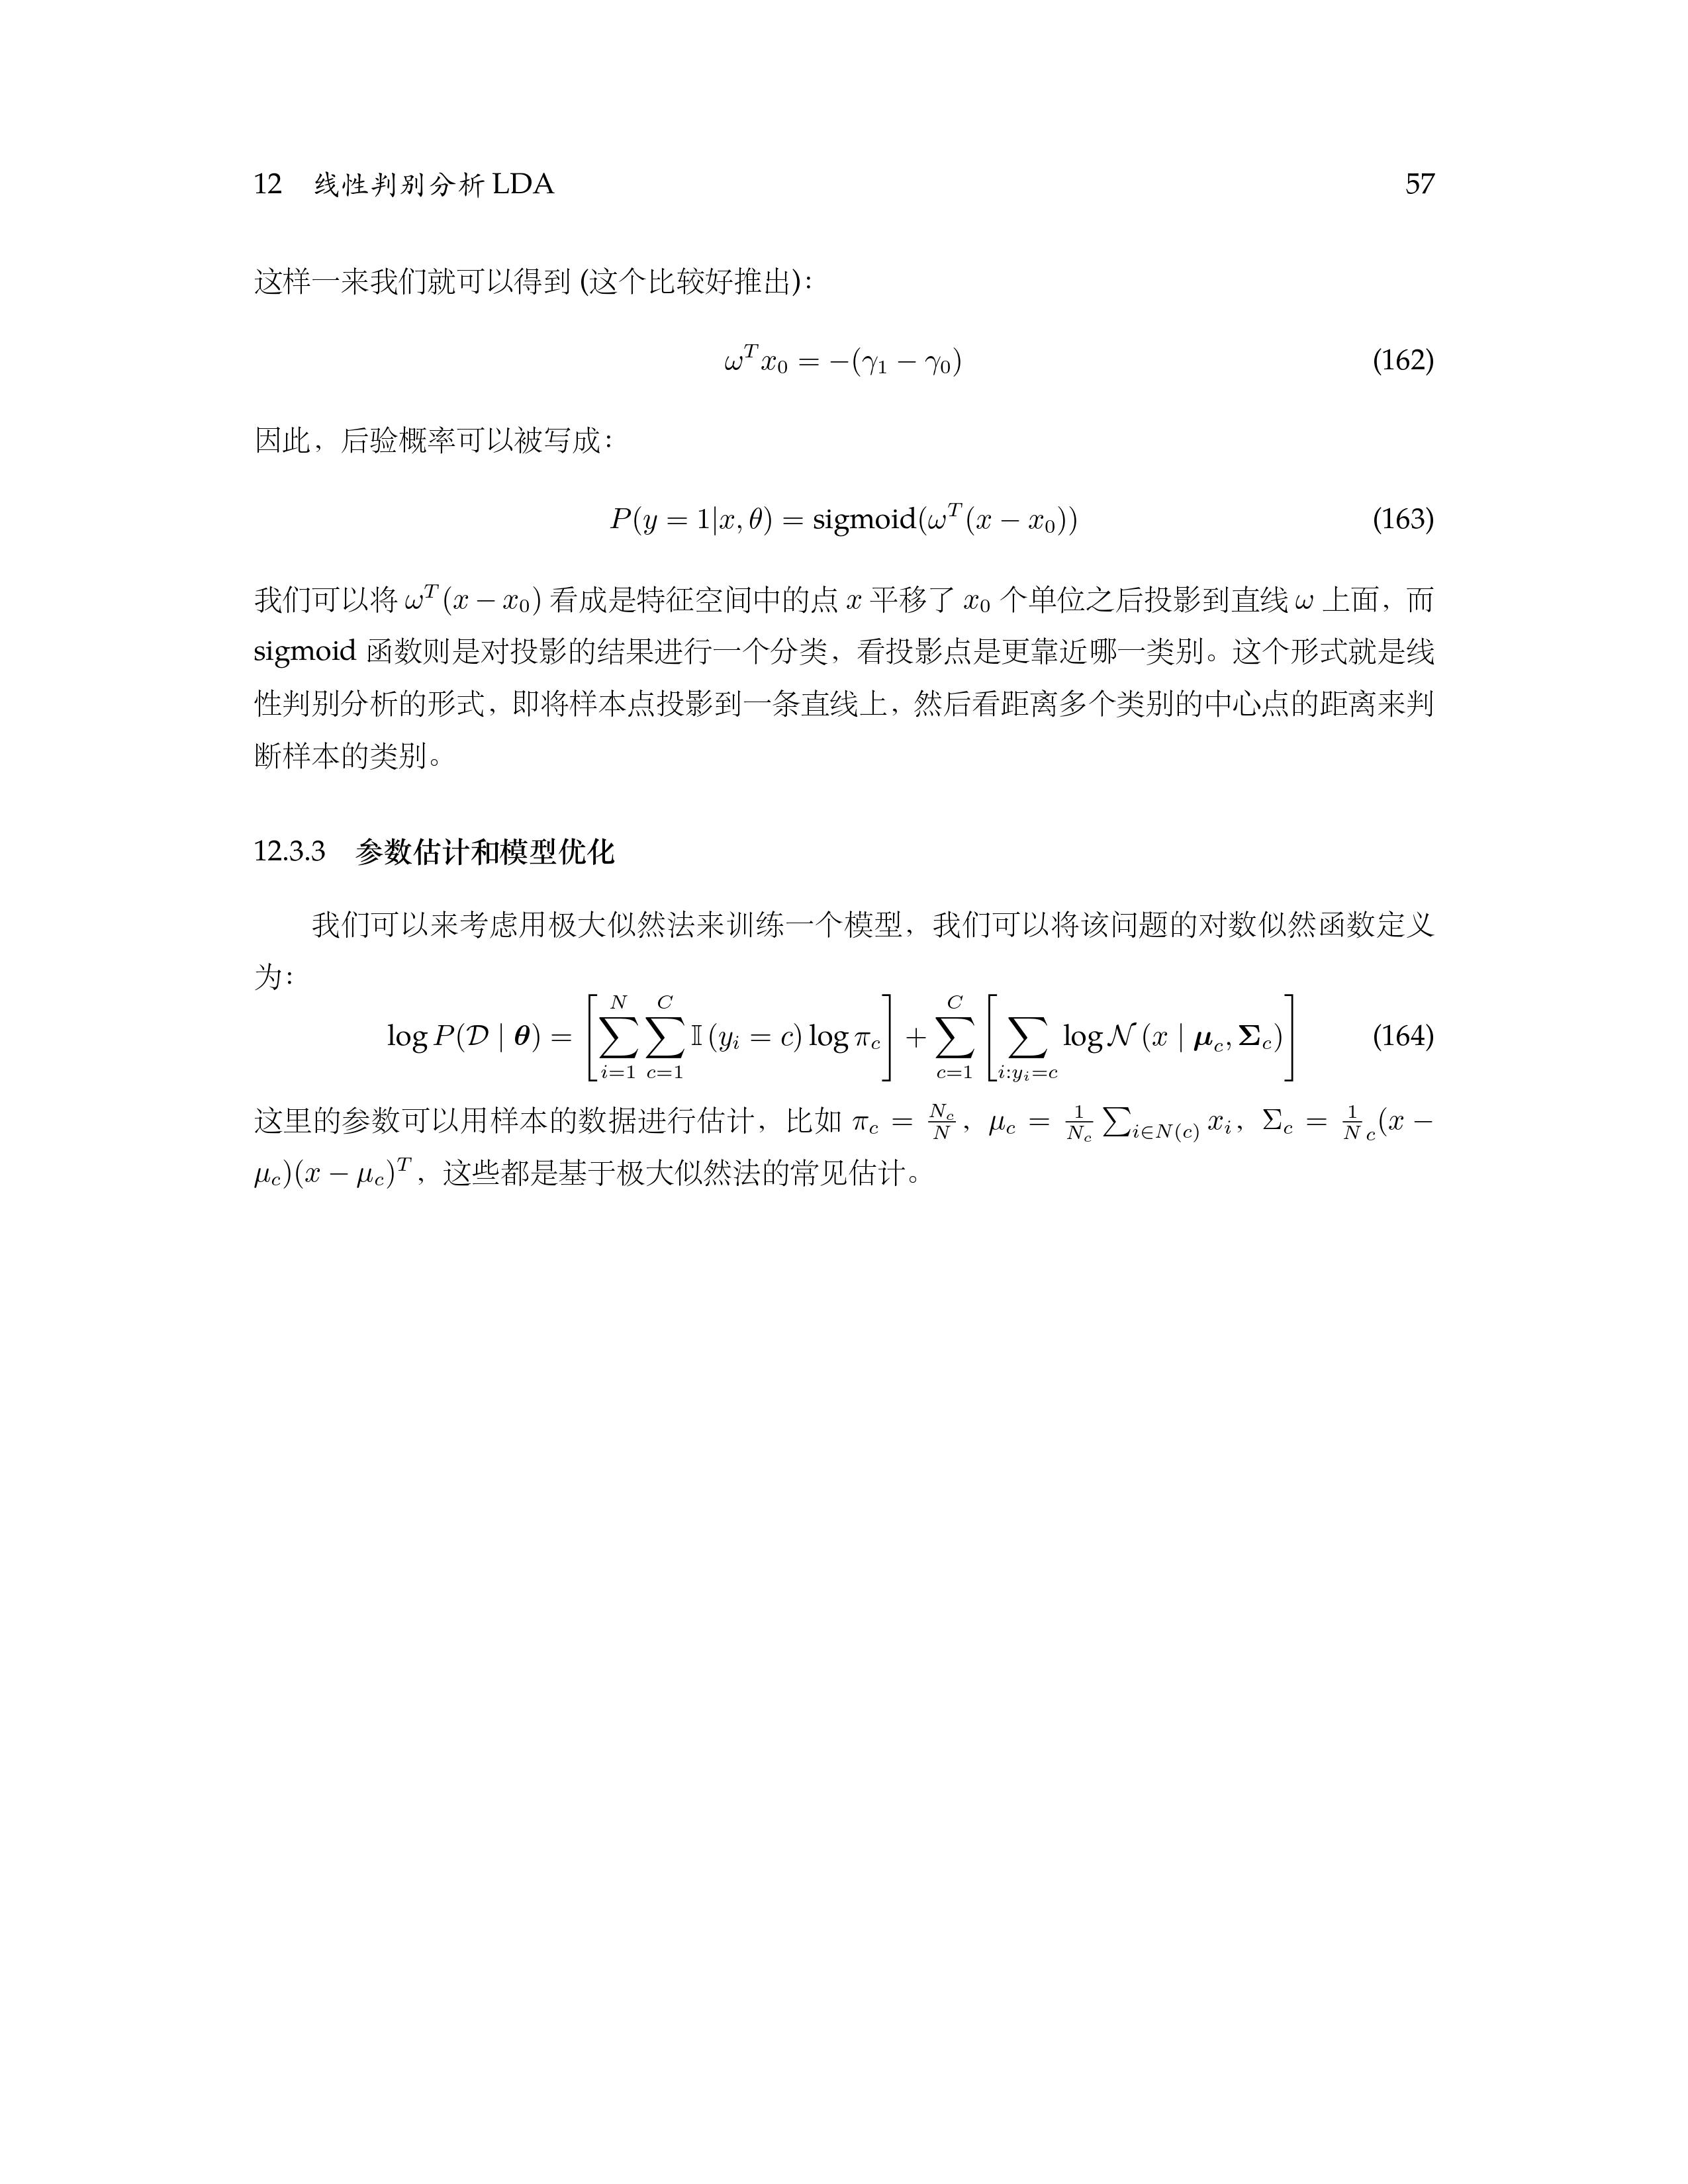 12 线性判别分析 LDA 57
这样一来我们就可以得到 (这个比较好推出)：
$\omega^T x_0 = -(\gamma_1 - \gamma_0)$ (162)
因此，后验概率可以被写成：
$P(y = 1|x, \theta) = \text{sigmoid}(\omega^T(x - x_0))$ (163)
我们可以将 $\omega^T(x - x_0)$ 看成是特征空间中的点 $x$ 平移了 $x_0$ 个单位之后投影到直线 $\omega$ 上面，而
sigmoid 函数则是对投影的结果进行一个分类，看投影点是更靠近哪一类别。这个形式就是线
性判别分析的形式，即将样本点投影到一条直线上，然后看距离多个类别的中心点的距离来判
断样本的类别。
12.3.3 参数估计和模型优化
我们可以来考虑用极大似然法来训练一个模型，我们可以将该问题的对数似然函数定义
为：
$\log P(\mathcal{D} \mid \boldsymbol{\theta}) = \left[\sum_{i=1}^{N} \sum_{c=1}^{C} \mathbb{I}(y_i = c) \log \pi_c\right] + \sum_{c=1}^{C} \left[\sum_{i:y_i=c} \log \mathcal{N}(x \mid \boldsymbol{\mu}_c, \boldsymbol{\Sigma}_c)\right]$ (164)
这里的参数可以用样本的数据进行估计，比如 $\pi_c = \frac{N_c}{N}$，$\mu_c = \frac{1}{N_c} \sum_{i \in N(c)} x_i$，$\Sigma_c = \frac{1}{N}_c (x -$
$\mu_c)(x - \mu_c)^T$，这些都是基于极大似然法的常见估计。